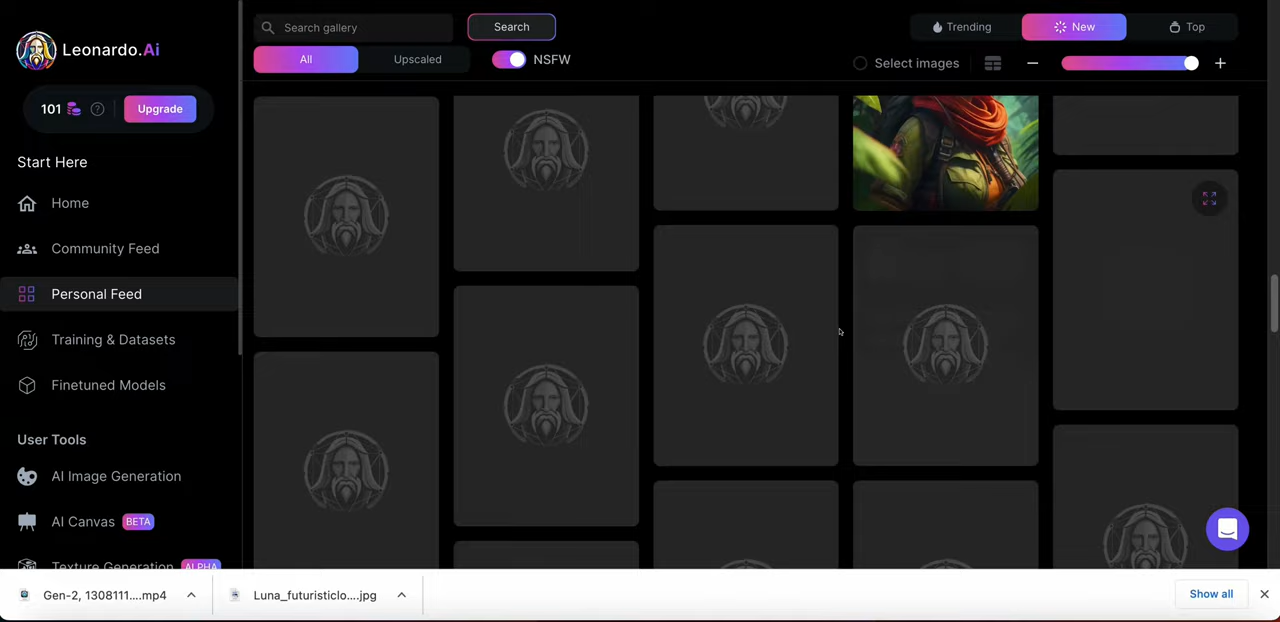 Search gallery
Search
Trending
New
Top
Leonardo.Ai
All
Upscaled
NSFW
Select images
101
?
Upgrade
Start Here
Home
Community Feed
Personal Feed
Training & Datasets
Finetuned Models
User Tools
AI Image Generation
AI Canvas BETA
Texture Generation ALPHA
Gen-2, 1308111....mp4
Luna_futuristiclo....jpg
Show all